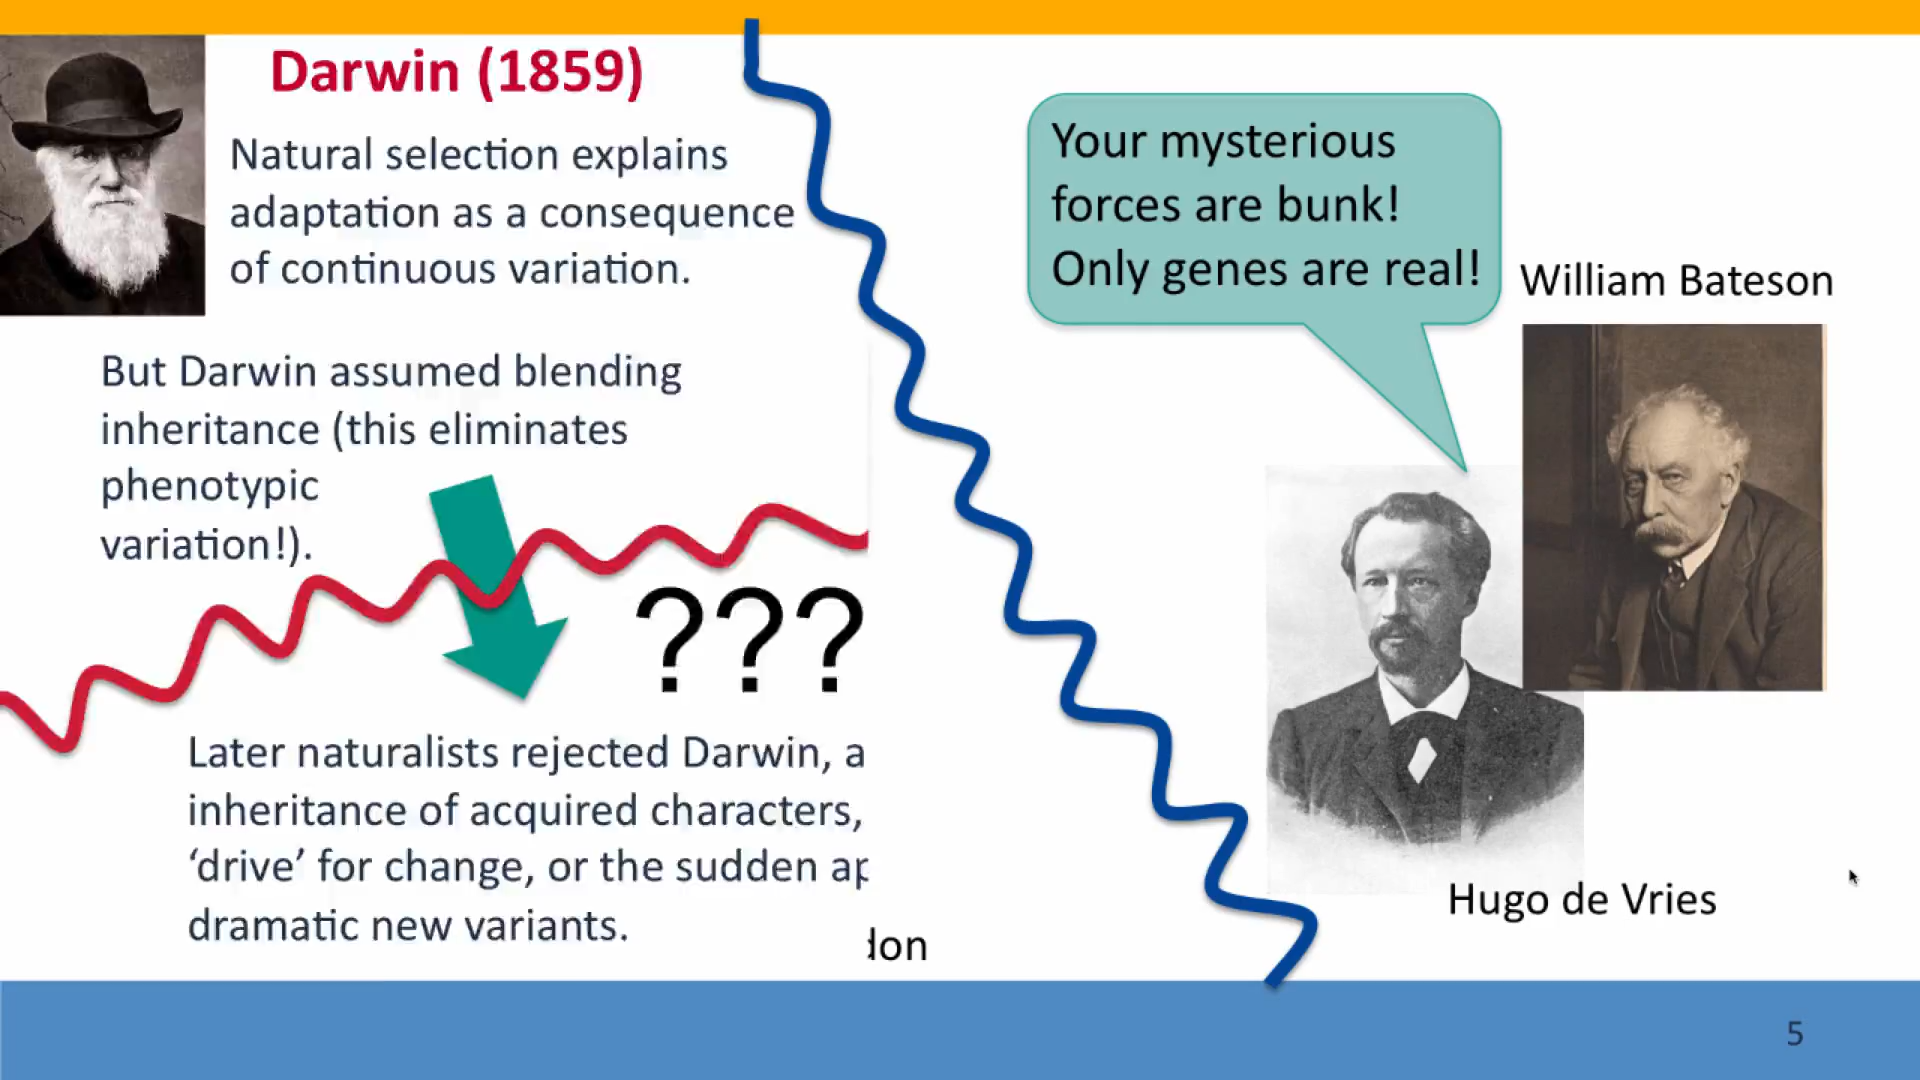 Darwin (1859)
Natural selection explains
adaptation as a consequence
of continuous variation.
But Darwin assumed blending
inheritance (this eliminates
phenotypic
variation!).
???
Later naturalists rejected Darwin, a
inheritance of acquired characters,
‘drive’ for change, or the sudden ap
dramatic new variants.
don
Your mysterious
forces are bunk!
Only genes are real!
William Bateson
Hugo de Vries
5